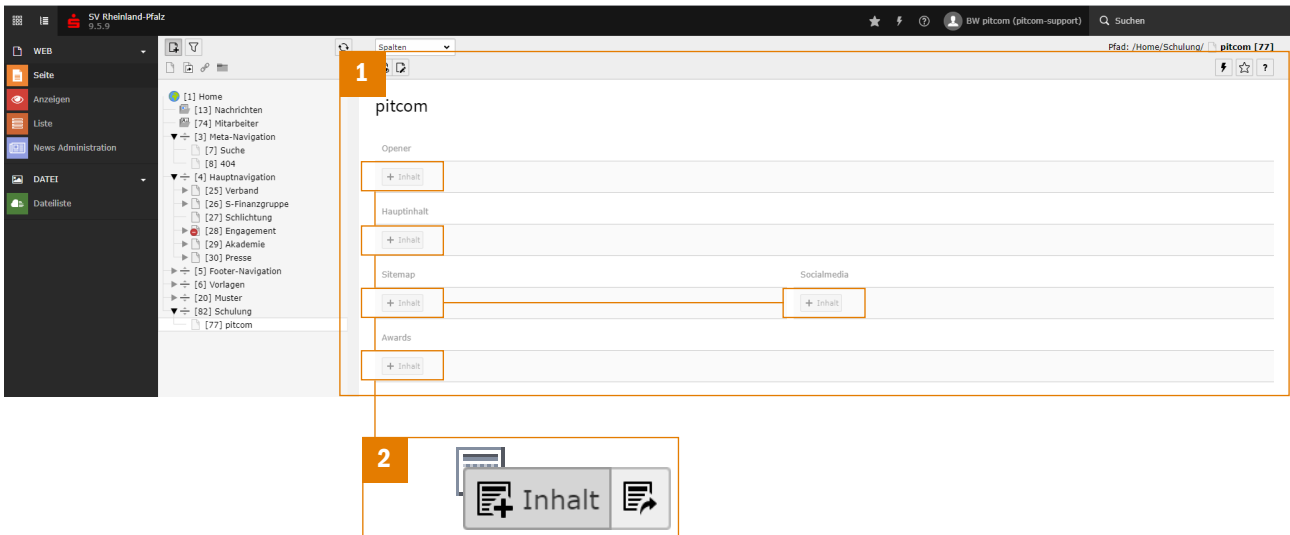 SV Rheinland-Pfalz
9.5.9
BW pitcom (pitcom-support)
Suchen
WEB
Seite
Anzeigen
Liste
News Administration
DATEI
Dateiliste
[1] Home
[13] Nachrichten
[74] Mitarbeiter
[3] Meta-Navigation
[7] Suche
[8] 404
[4] Hauptnavigation
[25] Verband
[26] S-Finanzgruppe
[27] Schlichtung
[28] Engagement
[29] Akademie
[30] Presse
[5] Footer-Navigation
[6] Vorlagen
[20] Muster
[82] Schulung
[77] pitcom
Spalten
Pfad: /Home/Schulung/ pitcom [77]
1
?
pitcom
Opener
+ Inhalt
Hauptinhalt
+ Inhalt
Sitemap Socialmedia
+ Inhalt + Inhalt
Awards
+ Inhalt
2
Inhalt